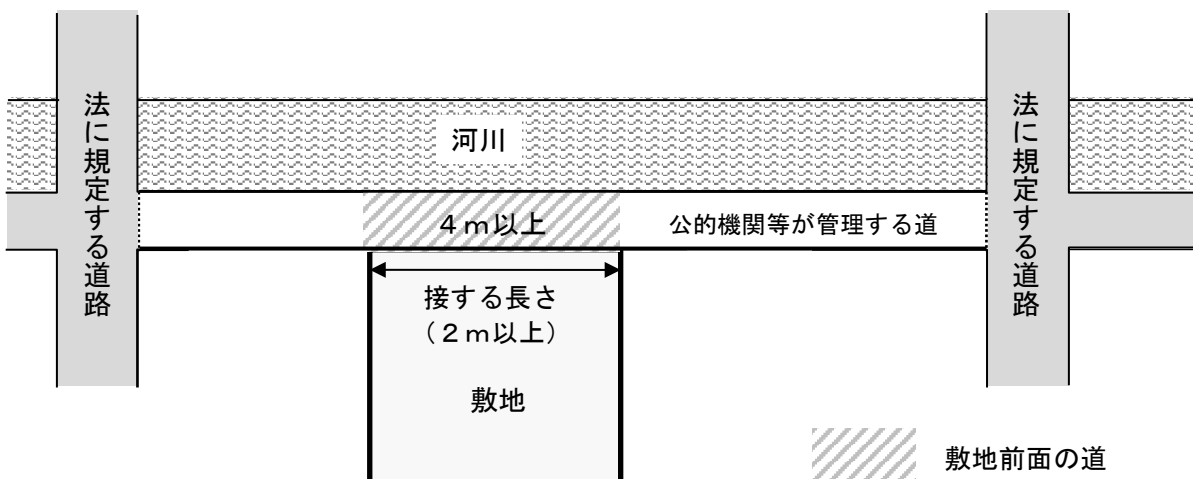 法に規定する道路
河川
法に規定する道路
4m以上
公的機関等が管理する道
接する長さ
(2m以上)
敷地
敷地前面の道